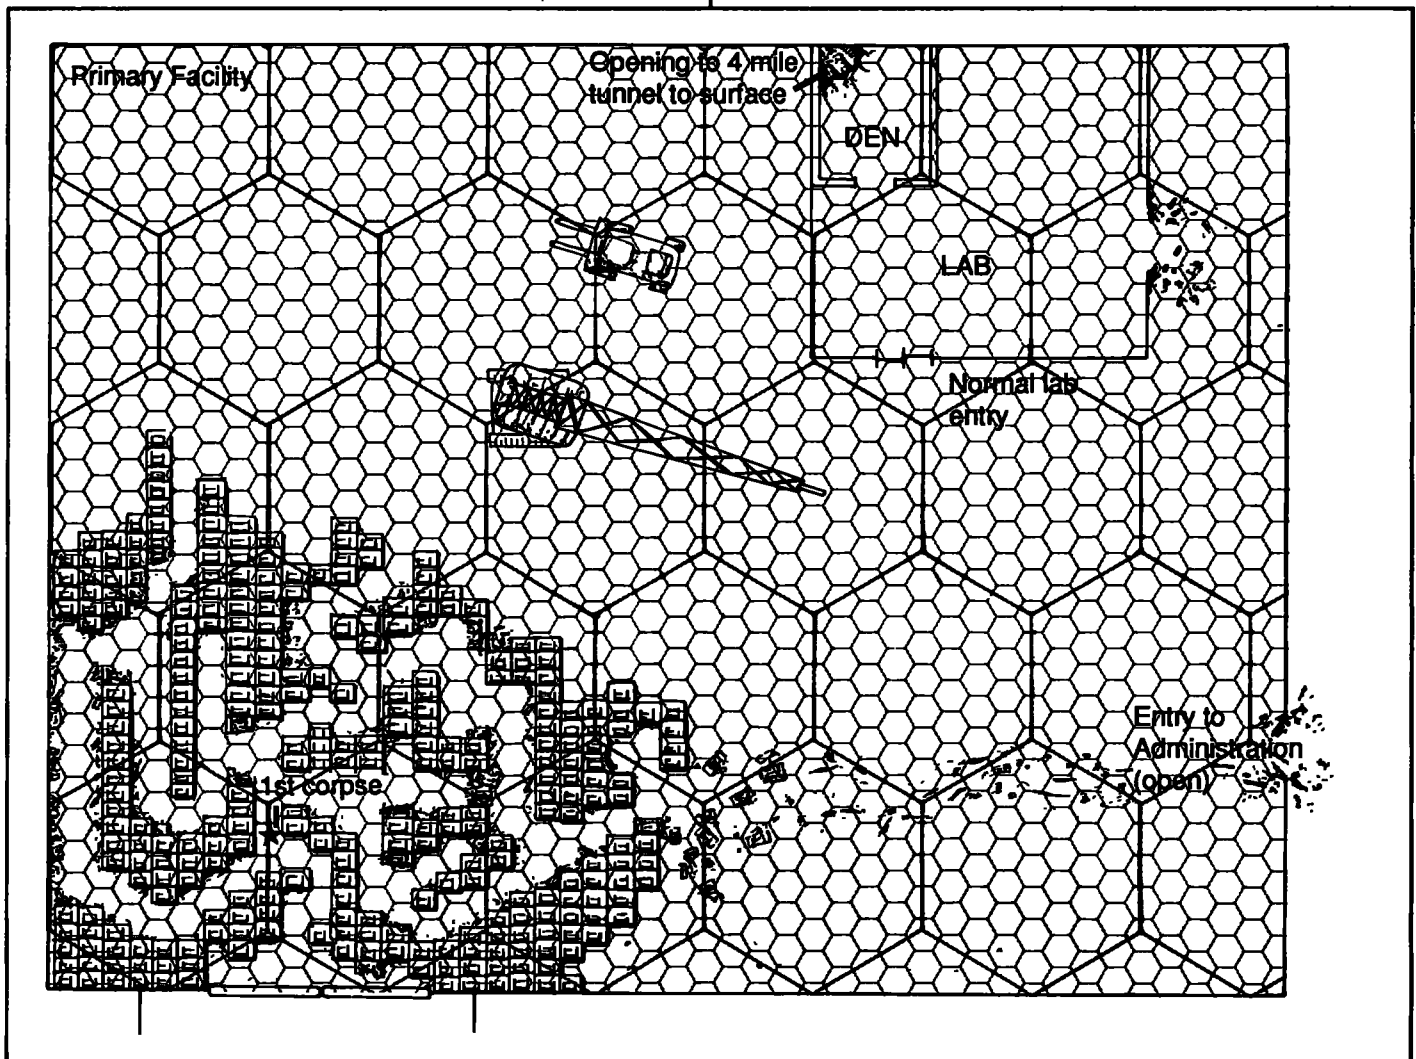 Primary Facility
Opening to 4 mile
tunnel to surface
DEN
LAB
Normal lab
entry
Entry to
Administration
(open)
1st corpse